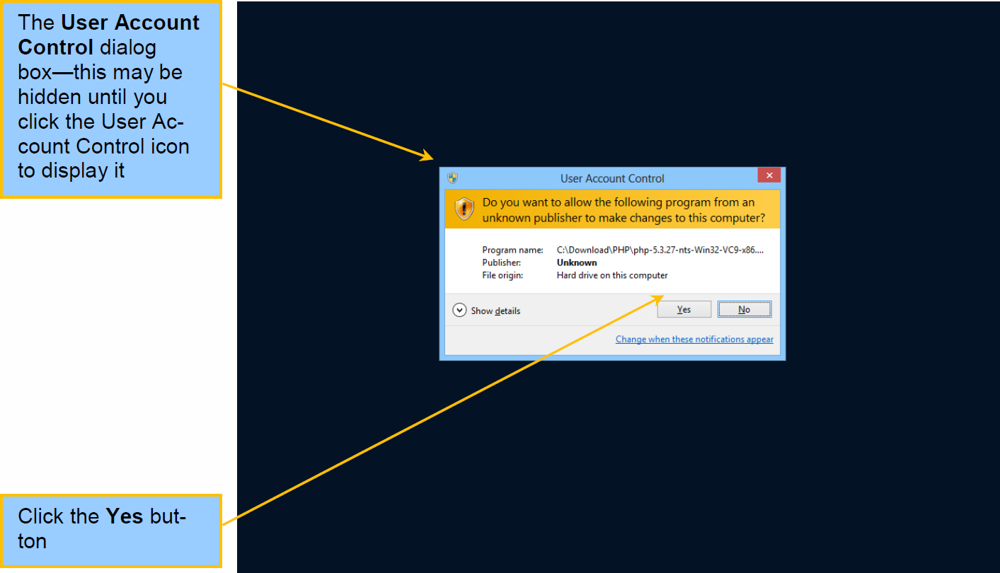 The User Account
Control dialog
box—this may be
hidden until you
click the User Ac-
count Control icon
to display it
User Account Control
Do you want to allow the following program from an
unknown publisher to make changes to this computer?
Program name: C:\Download\PHP\php-5.3.27-nts-Win32-VC9-x86....
Publisher: Unknown
File origin: Hard drive on this computer
Show details
Yes
No
Change when these notifications appear
Click the Yes but-
ton